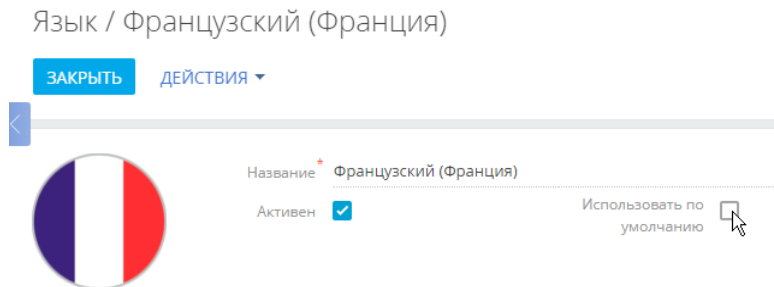 Язык / Французский (Франция)
ЗАКРЫТЬ ДЕЙСТВИЯ
Название* Французский (Франция)
Активен Использовать по
умолчанию